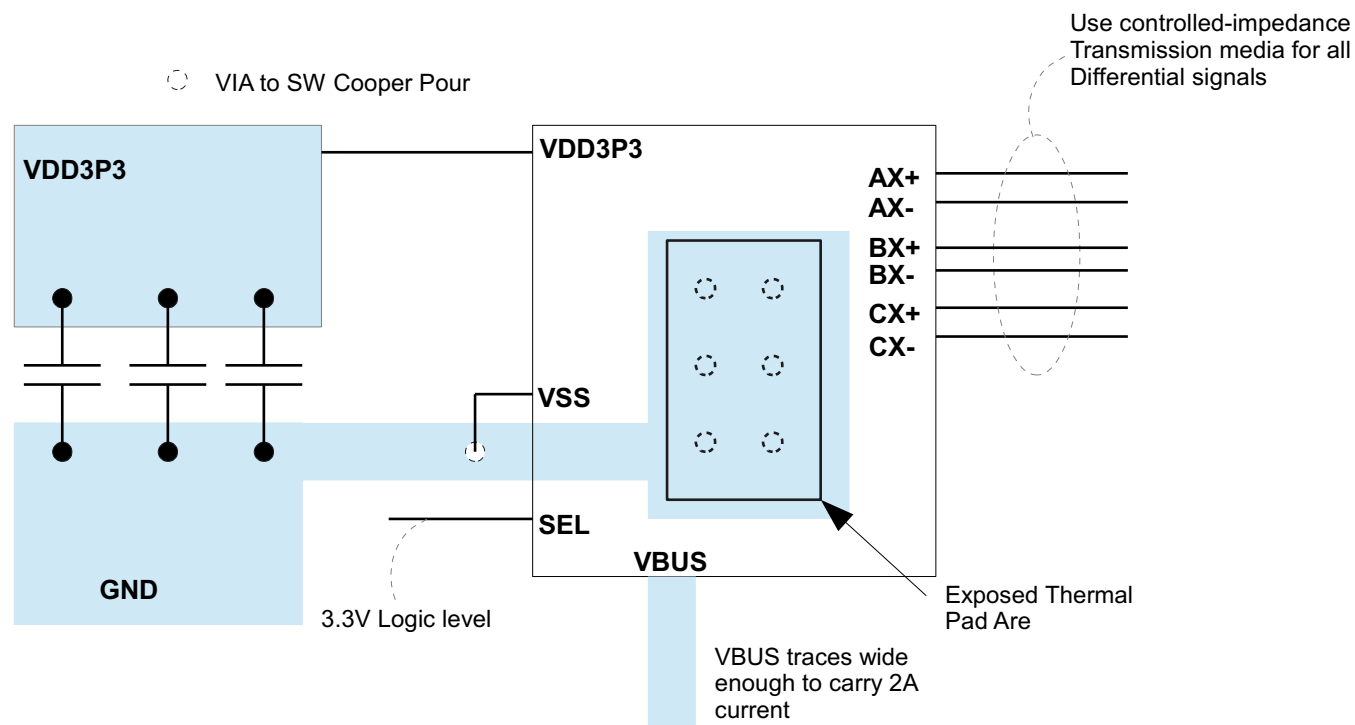 Use controlled-impedance
Transmission media for all
Differential signals
VIA to SW Cooper Pour
VDD3P3
VDD3P3
AX+
AX-
BX+
BX-
CX+
CX-
VSS
SEL
VBUS
GND
3.3V Logic level
Exposed Thermal
Pad Are
VBUS traces wide
enough to carry 2A
current